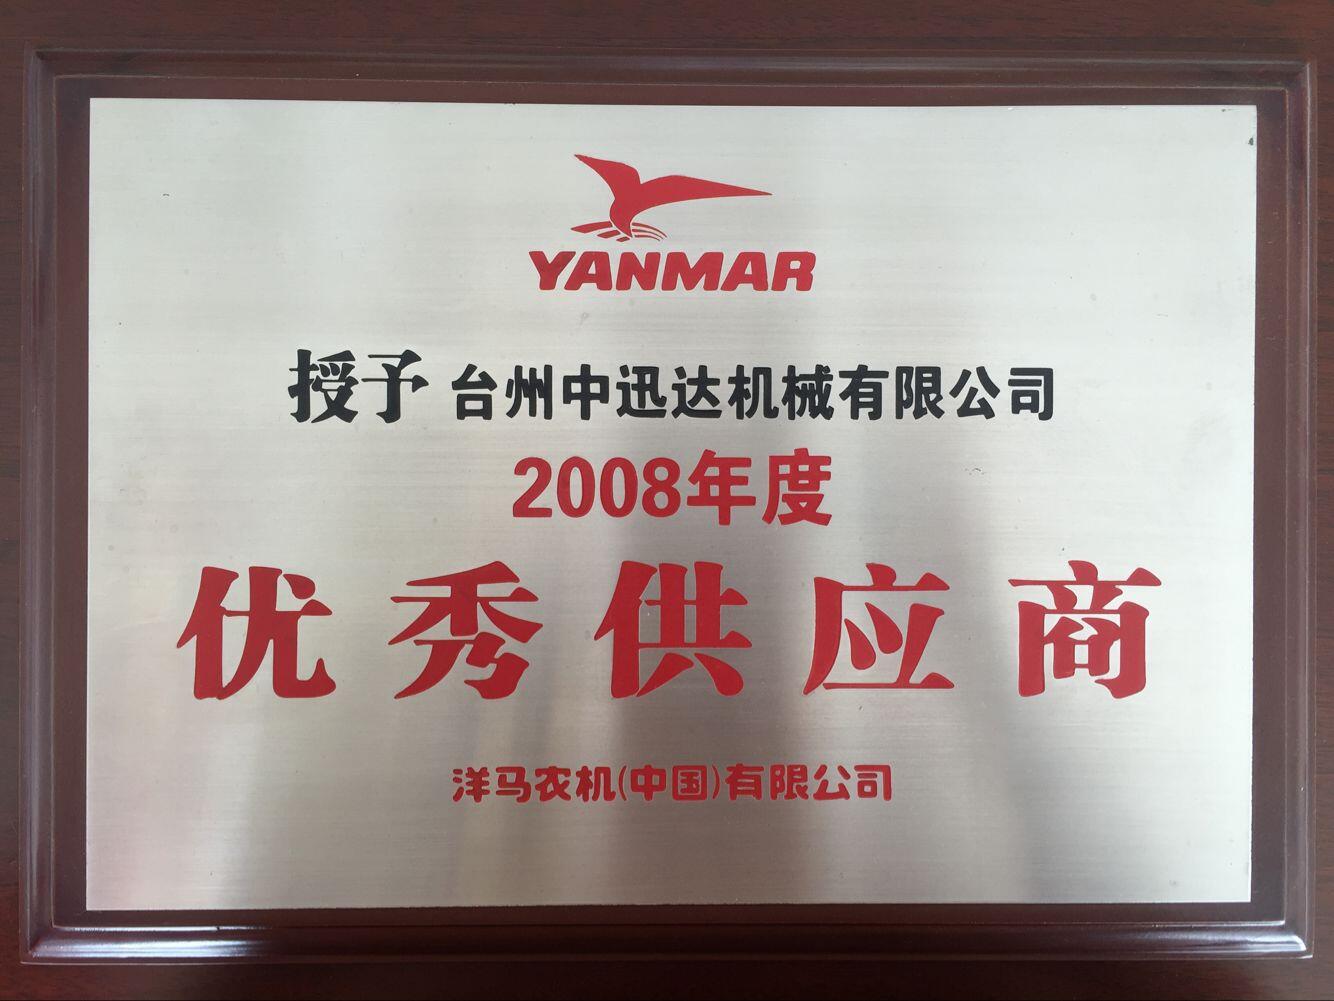 YANMAR
授予 台州中迅达机械有限公司
2008年度
优秀供应商
洋马农机(中国)有限公司